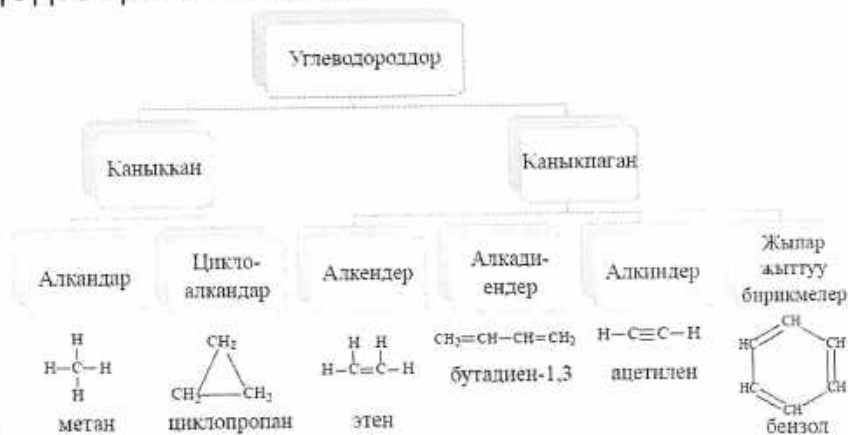 Углеводороддор
Каныккан
Каныкпаган
Алкандар
Цикло-
алкандар
Алкендер
Алкади-
ендер
Алкиндер
Жыпар
жыттуу
бирикмелер
H
H–C–H
H
метан
CH₂
CH₂ CH₂
циклопропан
H H
H–C=C–H
этен
CH₂=CH–CH=CH₂
бутадиен-1,3
H–C≡C–H
ацетилен
CH
HC CH
HC CH
CH
бензол